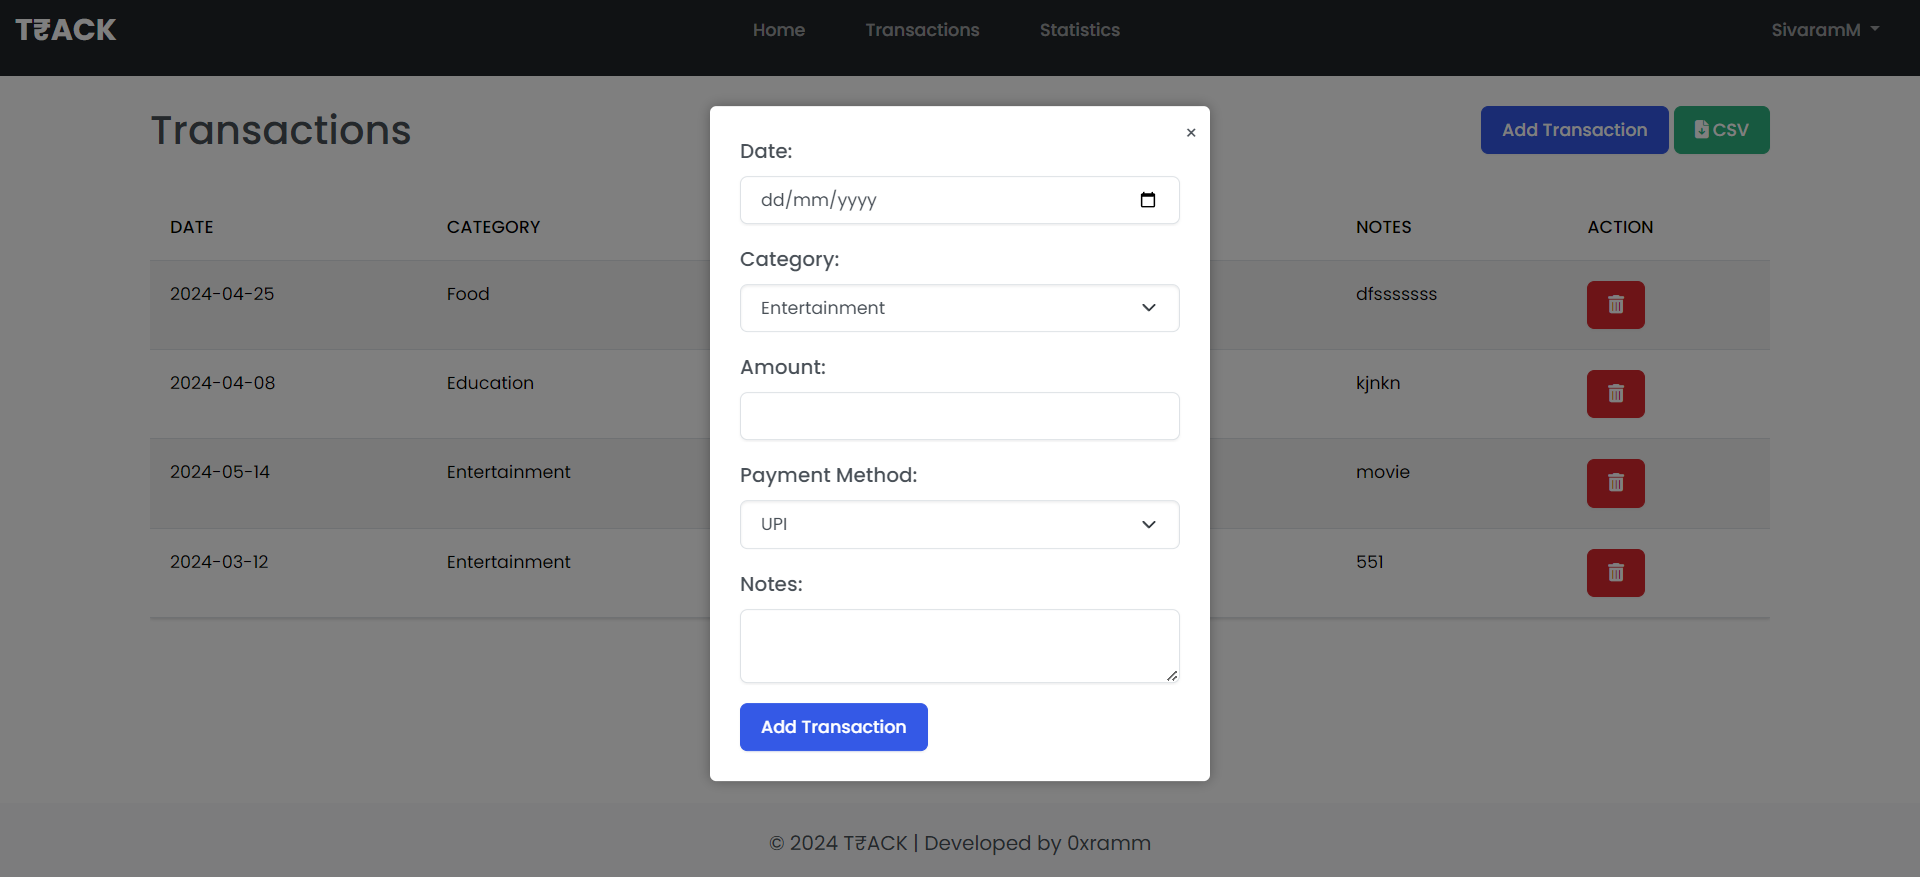 T₹ACK
Home
Transactions
Statistics
SivaramM
Transactions
Add Transaction
CSV
DATE
CATEGORY
NOTES
ACTION
2024-04-25
Food
dfsssssss
2024-04-08
Education
kjnkn
2024-05-14
Entertainment
movie
2024-03-12
Entertainment
551
×
Date:
dd/mm/yyyy
Category:
Entertainment
Amount:
Payment Method:
UPI
Notes:
Add Transaction
© 2024 T₹ACK | Developed by 0xramm